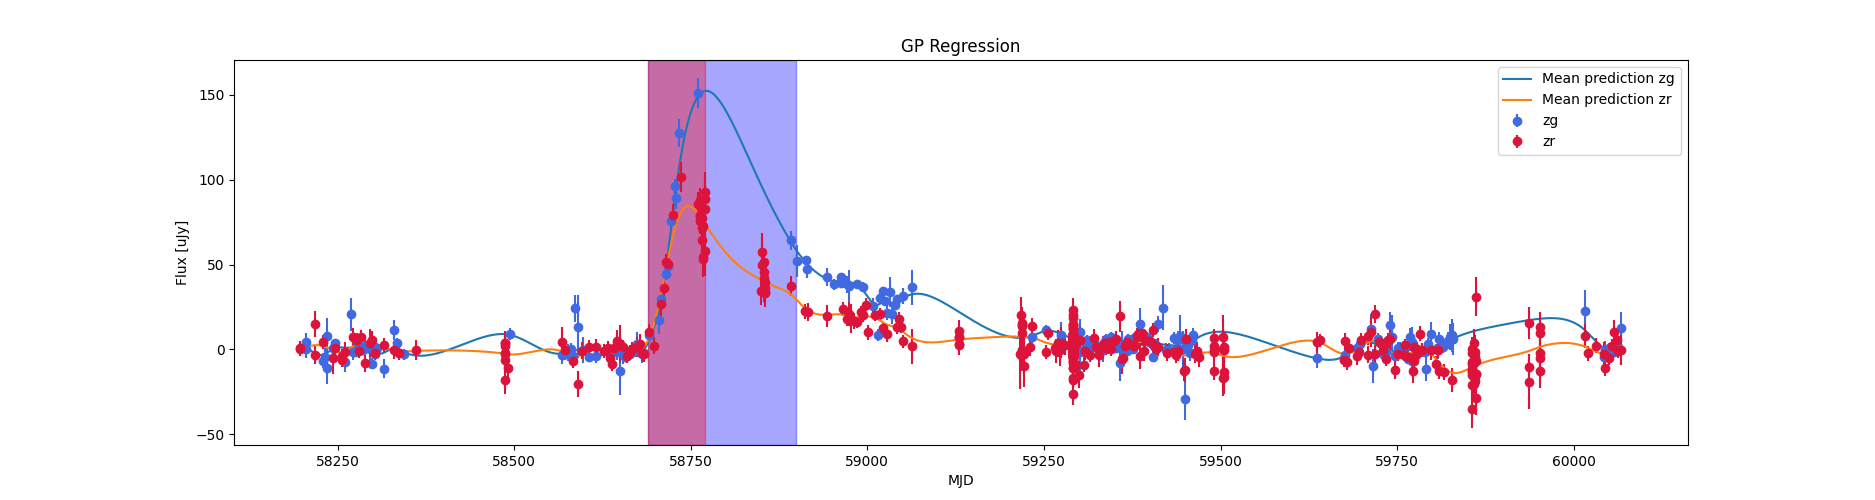 GP Regression
Flux [uJy]
150
100
50
0
−50
58250
58500
58750
59000
59250
59500
59750
60000
MJD
Mean prediction zg
Mean prediction zr
zg
zr